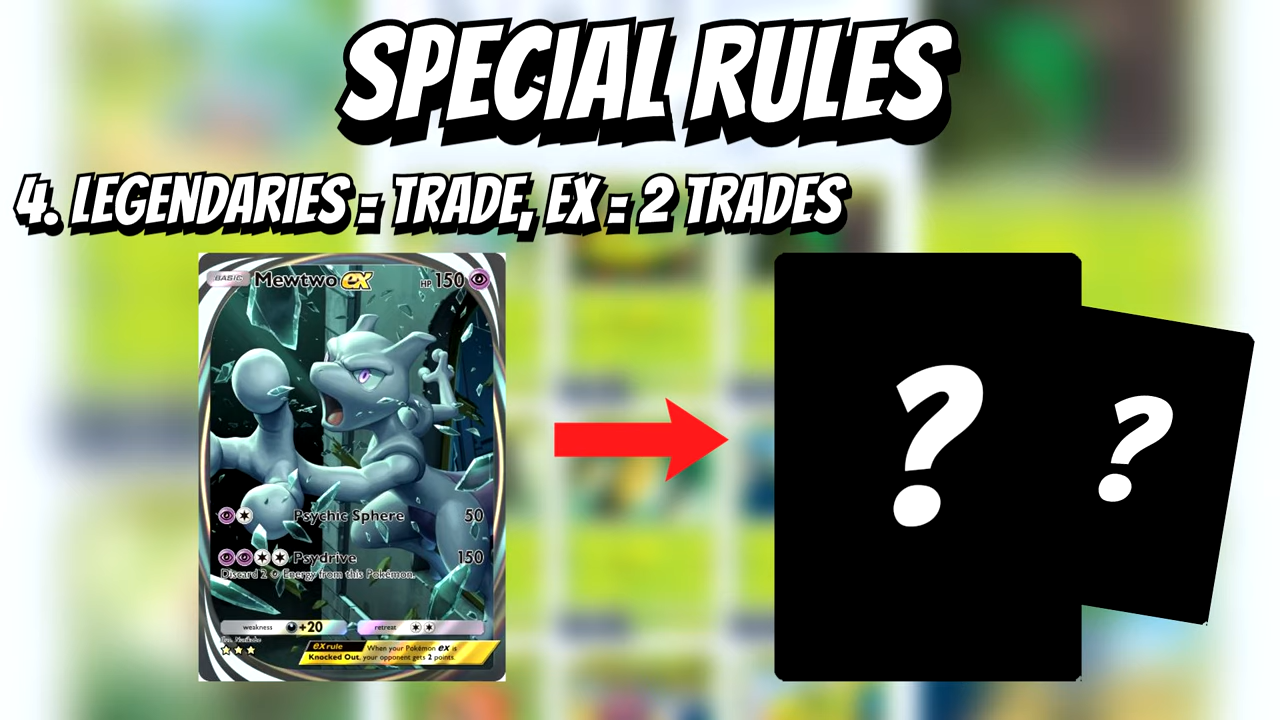 SPECIAL RULES
4. LEGENDARIES = TRADE, EX = 2 TRADES
BASIC Mewtwo ex HP 150
Psychic Sphere 50
Psydrive 150
Discard 2 Energy from this Pokémon.
weakness +20 retreat
ex rule When your Pokémon ex is
Knocked Out, your opponent gets 2 points.
? ?